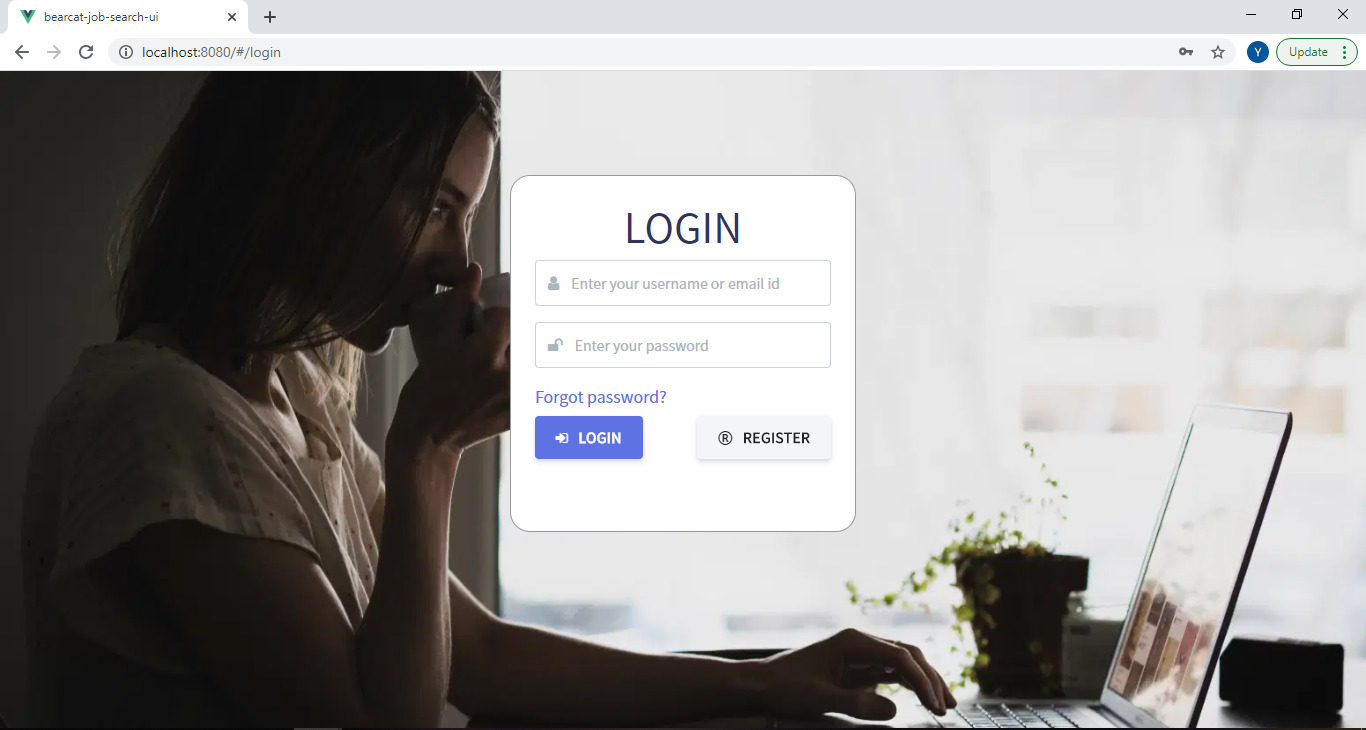 bearcat-job-search-ui
localhost:8080/#/login
Y
Update
LOGIN
Enter your username or email id
Enter your password
Forgot password?
LOGIN
® REGISTER